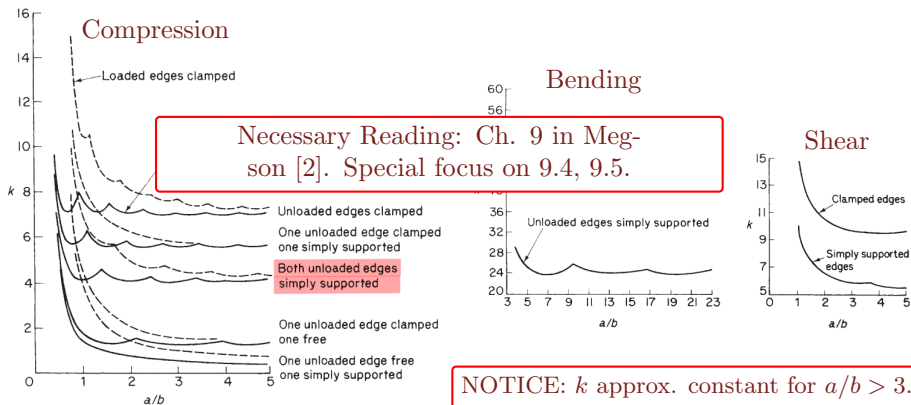 Compression
16
14
12
10
8
6
4
2
k
0
1
2
3
4
5
a/b
Loaded edges clamped
Unloaded edges clamped
One unloaded edge clamped
one simply supported
Both unloaded edges
simply supported
One unloaded edge clamped
one free
One unloaded edge free
one simply supported
Necessary Reading: Ch. 9 in Meg-
son [2]. Special focus on 9.4, 9.5.
Bending
60
56
36
32
28
24
20
Unloaded edges simply supported
3
5
7
9
11
13
15
17
19
21
23
a/b
Shear
15
13
11
k
9
7
5
Clamped edges
Simply supported
edges
0
1
2
3
4
5
a/b
NOTICE: k approx. constant for a/b > 3.